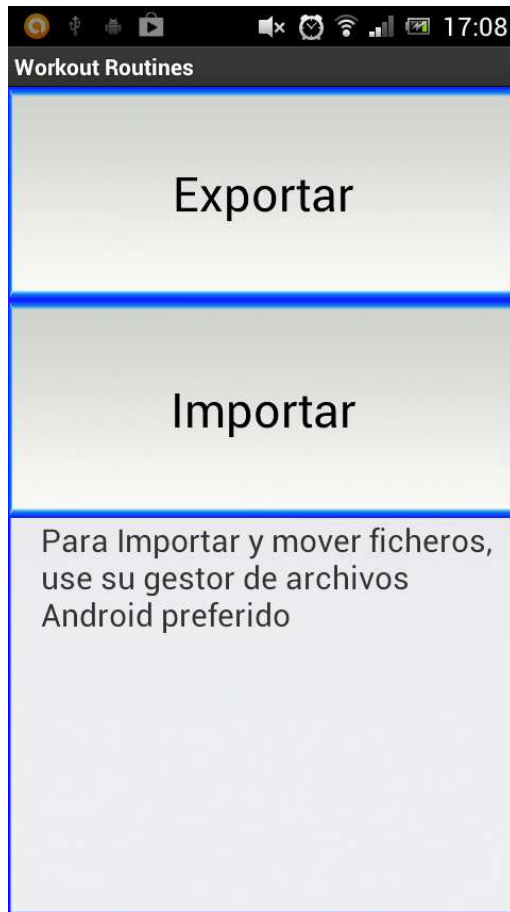 17:08
Workout Routines
Exportar
Importar
Para Importar y mover ficheros,
use su gestor de archivos
Android preferido